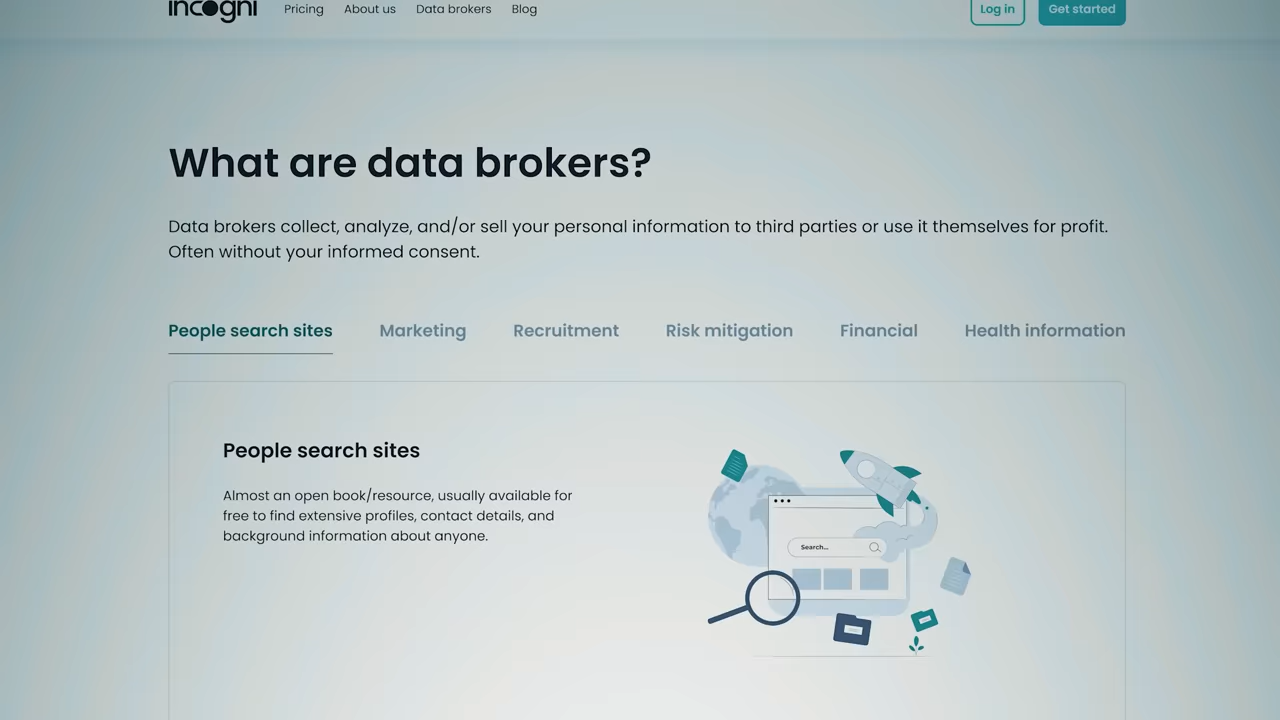 incogni Pricing About us Data brokers Blog Log in Get started
What are data brokers?
Data brokers collect, analyze, and/or sell your personal information to third parties or use it themselves for profit.
Often without your informed consent.
People search sites Marketing Recruitment Risk mitigation Financial Health information
People search sites
Almost an open book/resource, usually available for
free to find extensive profiles, contact details, and
background information about anyone.
Search...